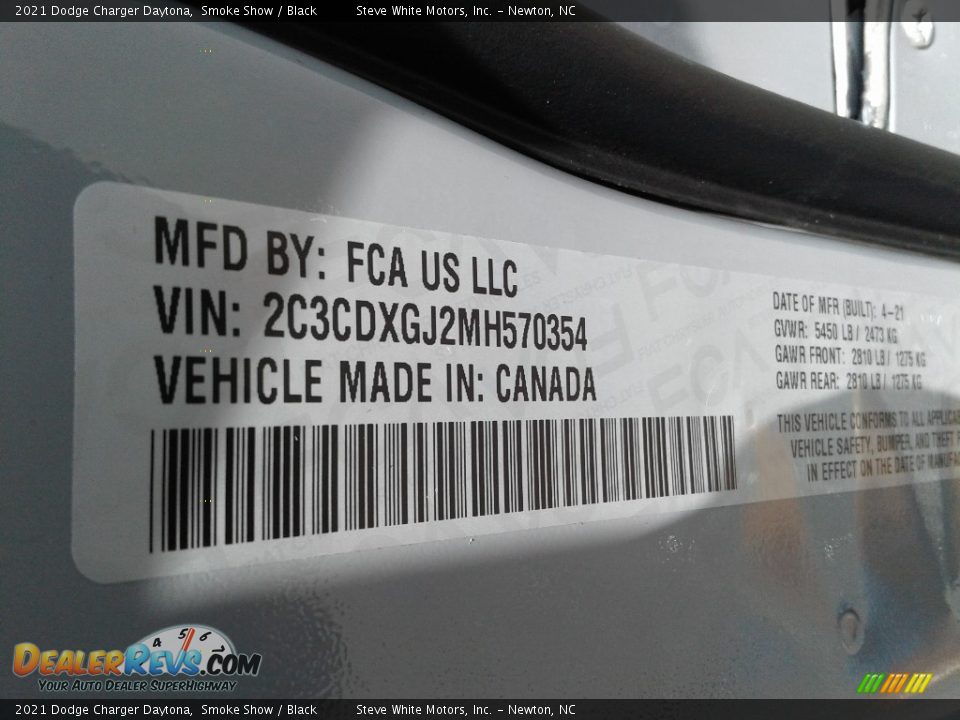 2021 Dodge Charger Daytona, Smoke Show / Black Steve White Motors, Inc. - Newton, NC
MFD BY: FCA US LLC
VIN: 2C3CDXGJ2MH570354
VEHICLE MADE IN: CANADA
DATE OF MFR (BUILT): 4-21
GVWR: 5450 LB / 2473 KG
GAWR FRONT: 2810 LB / 1275 KG
GAWR REAR: 2810 LB / 1275 KG
THIS VEHICLE CONFORMS TO ALL
VEHICLE SAFETY, BUMPER, AND THEFT
IN EFFECT ON THE DATE OF
4 5 6
DEALERREVS.COM
YOUR AUTO DEALER SUPERHIGHWAY
2021 Dodge Charger Daytona, Smoke Show / Black Steve White Motors, Inc. - Newton, NC